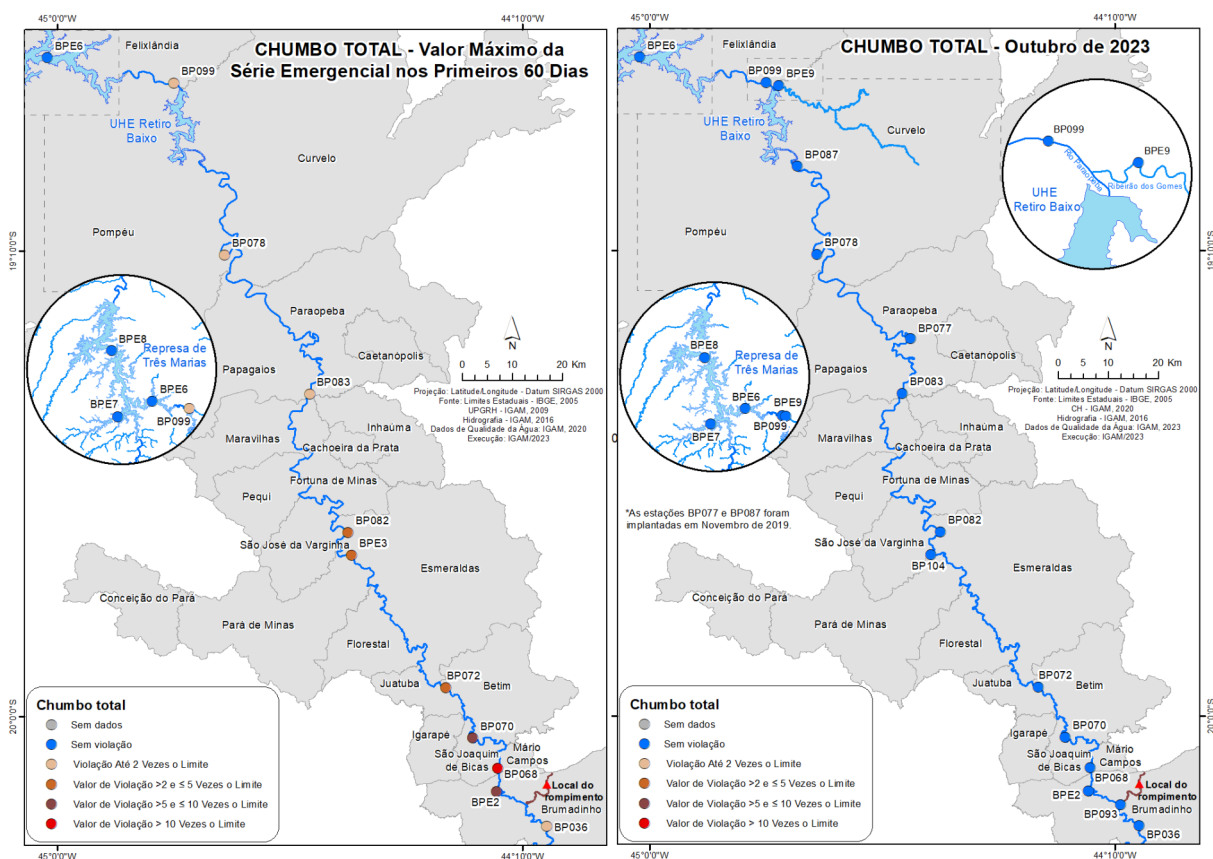 45°0'0"W
44°10'0"W
CHUMBO TOTAL - Valor Máximo da
Série Emergencial nos Primeiros 60 Dias
BPE6
Felixlândia
BP099
UHE Retiro
Baixo
Curvelo
Pompéu
BP078
19°10'0"S
Paraopeba
Caetanópolis
Papagaios
N
0 5 10 20 Km
Projeção: Latitude/Longitude - Datum SIRGAS 2000
Fonte: Limites Estaduais - IBGE, 2005
UPGRH - IGAM, 2009
Hidrografia - IGAM, 2016
Dados de Qualidade da Água: IGAM, 2020
Execução: IGAM/2023
BPE8
Represa de
Três Marias
BPE6
BPE7
BP099
BP083
Inhaúma
Maravilhas
Cachoeira da Prata
Fortuna de Minas
Pequi
BP082
São José da Varginha
BPE3
Esmeraldas
Conceição do Pará
Pará de Minas
Florestal
BP072
Juatuba
Betim
20°0'0"S
BP070
Igarapé
São Joaquim
de Bicas
Mário
Campos
BP068
Local do
rompimento
BPE2
Brumadinho
BP036
Chumbo total
Sem dados
Sem violação
Violação Até 2 Vezes o Limite
Valor de Violação >2 e ≤ 5 Vezes o Limite
Valor de Violação >5 e ≤ 10 Vezes o Limite
Valor de Violação > 10 Vezes o Limite
45°0'0"W
44°10'0"W
45°0'0"W
44°10'0"W
CHUMBO TOTAL - Outubro de 2023
BPE6
Felixlândia
BP099
BPE9
UHE Retiro
Baixo
Curvelo
BP087
BP099
BPE9
Rio Paraopeba
Ribeirão dos Gomes
UHE
Retiro Baixo
Pompéu
BP078
19°10'0"S
Paraopeba
BP077
Caetanópolis
Papagaios
N
0 5 10 20 Km
Projeção: Latitude/Longitude - Datum SIRGAS 2000
Fonte: Limites Estaduais - IBGE, 2005
CH - IGAM, 2020
Hidrografia - IGAM, 2016
Dados de Qualidade da Água: IGAM, 2023
Execução: IGAM/2023
BPE8
Represa de
Três Marias
BPE6
BPE9
BPE7
BP099
BP083
Inhaúma
Maravilhas
Cachoeira da Prata
Fortuna de Minas
Pequi
*As estações BP077 e BP087 foram
implantadas em Novembro de 2019.
BP082
São José da Varginha
BP104
Esmeraldas
Conceição do Pará
Pará de Minas
Florestal
BP072
Juatuba
Betim
20°0'0"S
BP070
Igarapé
São Joaquim
de Bicas
Mário
Campos
BP068
Local do
rompimento
BPE2
Brumadinho
BP093
BP036
Chumbo total
Sem dados
Sem violação
Violação Até 2 Vezes o Limite
Valor de Violação >2 e ≤ 5 Vezes o Limite
Valor de Violação >5 e ≤ 10 Vezes o Limite
Valor de Violação > 10 Vezes o Limite
45°0'0"W
44°10'0"W